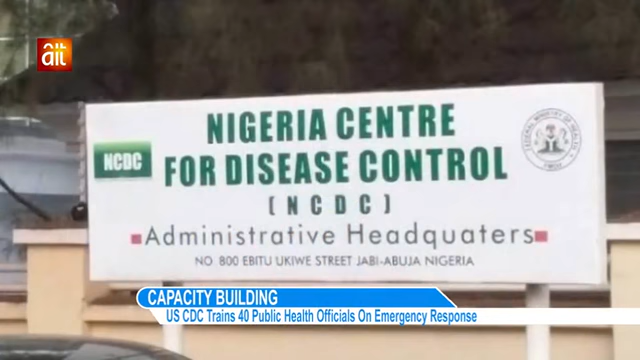 ait
NIGERIA CENTRE
FOR DISEASE CONTROL
(NCDC)
NCDC
Administrative Headquaters
NO 800 EBITU UKIWE STREET JABI-ABUJA NIGERIA
CAPACITY BUILDING
US CDC Trains 40 Public Health Officials On Emergency Response